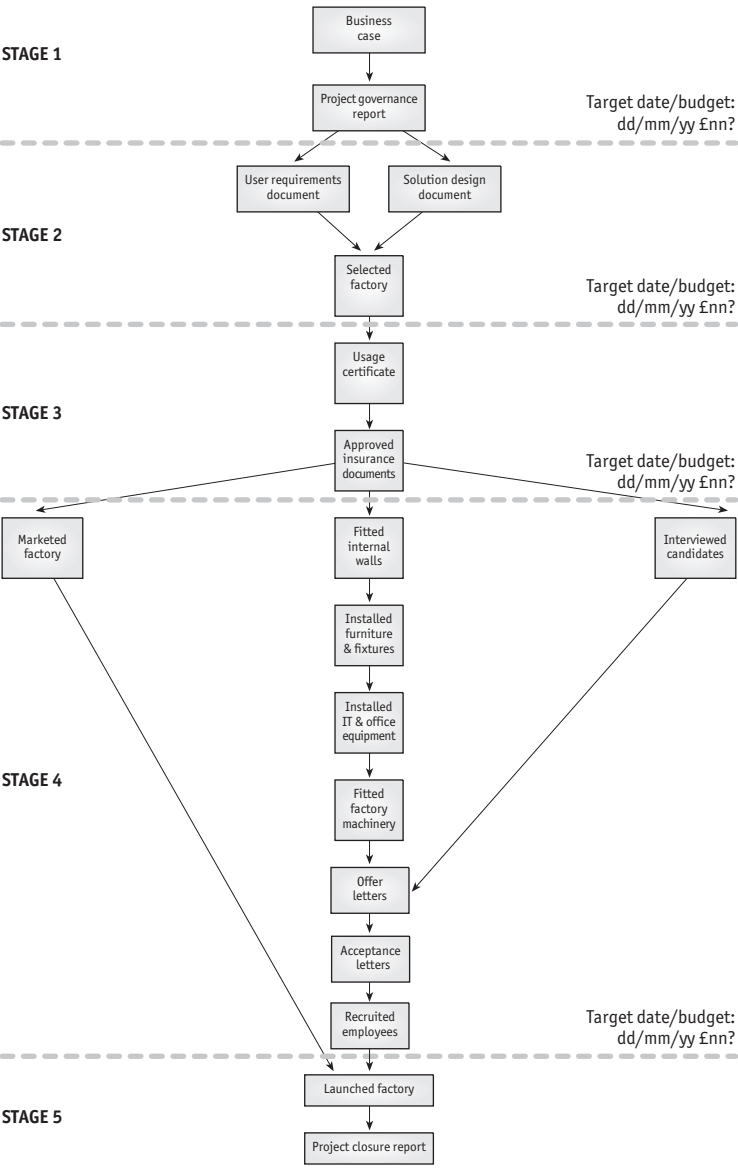 Business
case
STAGE 1
Project governance
report
Target date/budget:
dd/mm/yy £nn?
User requirements
document
Solution design
document
STAGE 2
Selected
factory
Target date/budget:
dd/mm/yy £nn?
Usage
certificate
STAGE 3
Approved
insurance
documents
Target date/budget:
dd/mm/yy £nn?
Marketed
factory
Fitted
internal
walls
Interviewed
candidates
Installed
furniture
& fixtures
Installed
IT & office
equipment
STAGE 4
Fitted
factory
machinery
Offer
letters
Acceptance
letters
Recruited
employees
Target date/budget:
dd/mm/yy £nn?
Launched factory
STAGE 5
Project closure report